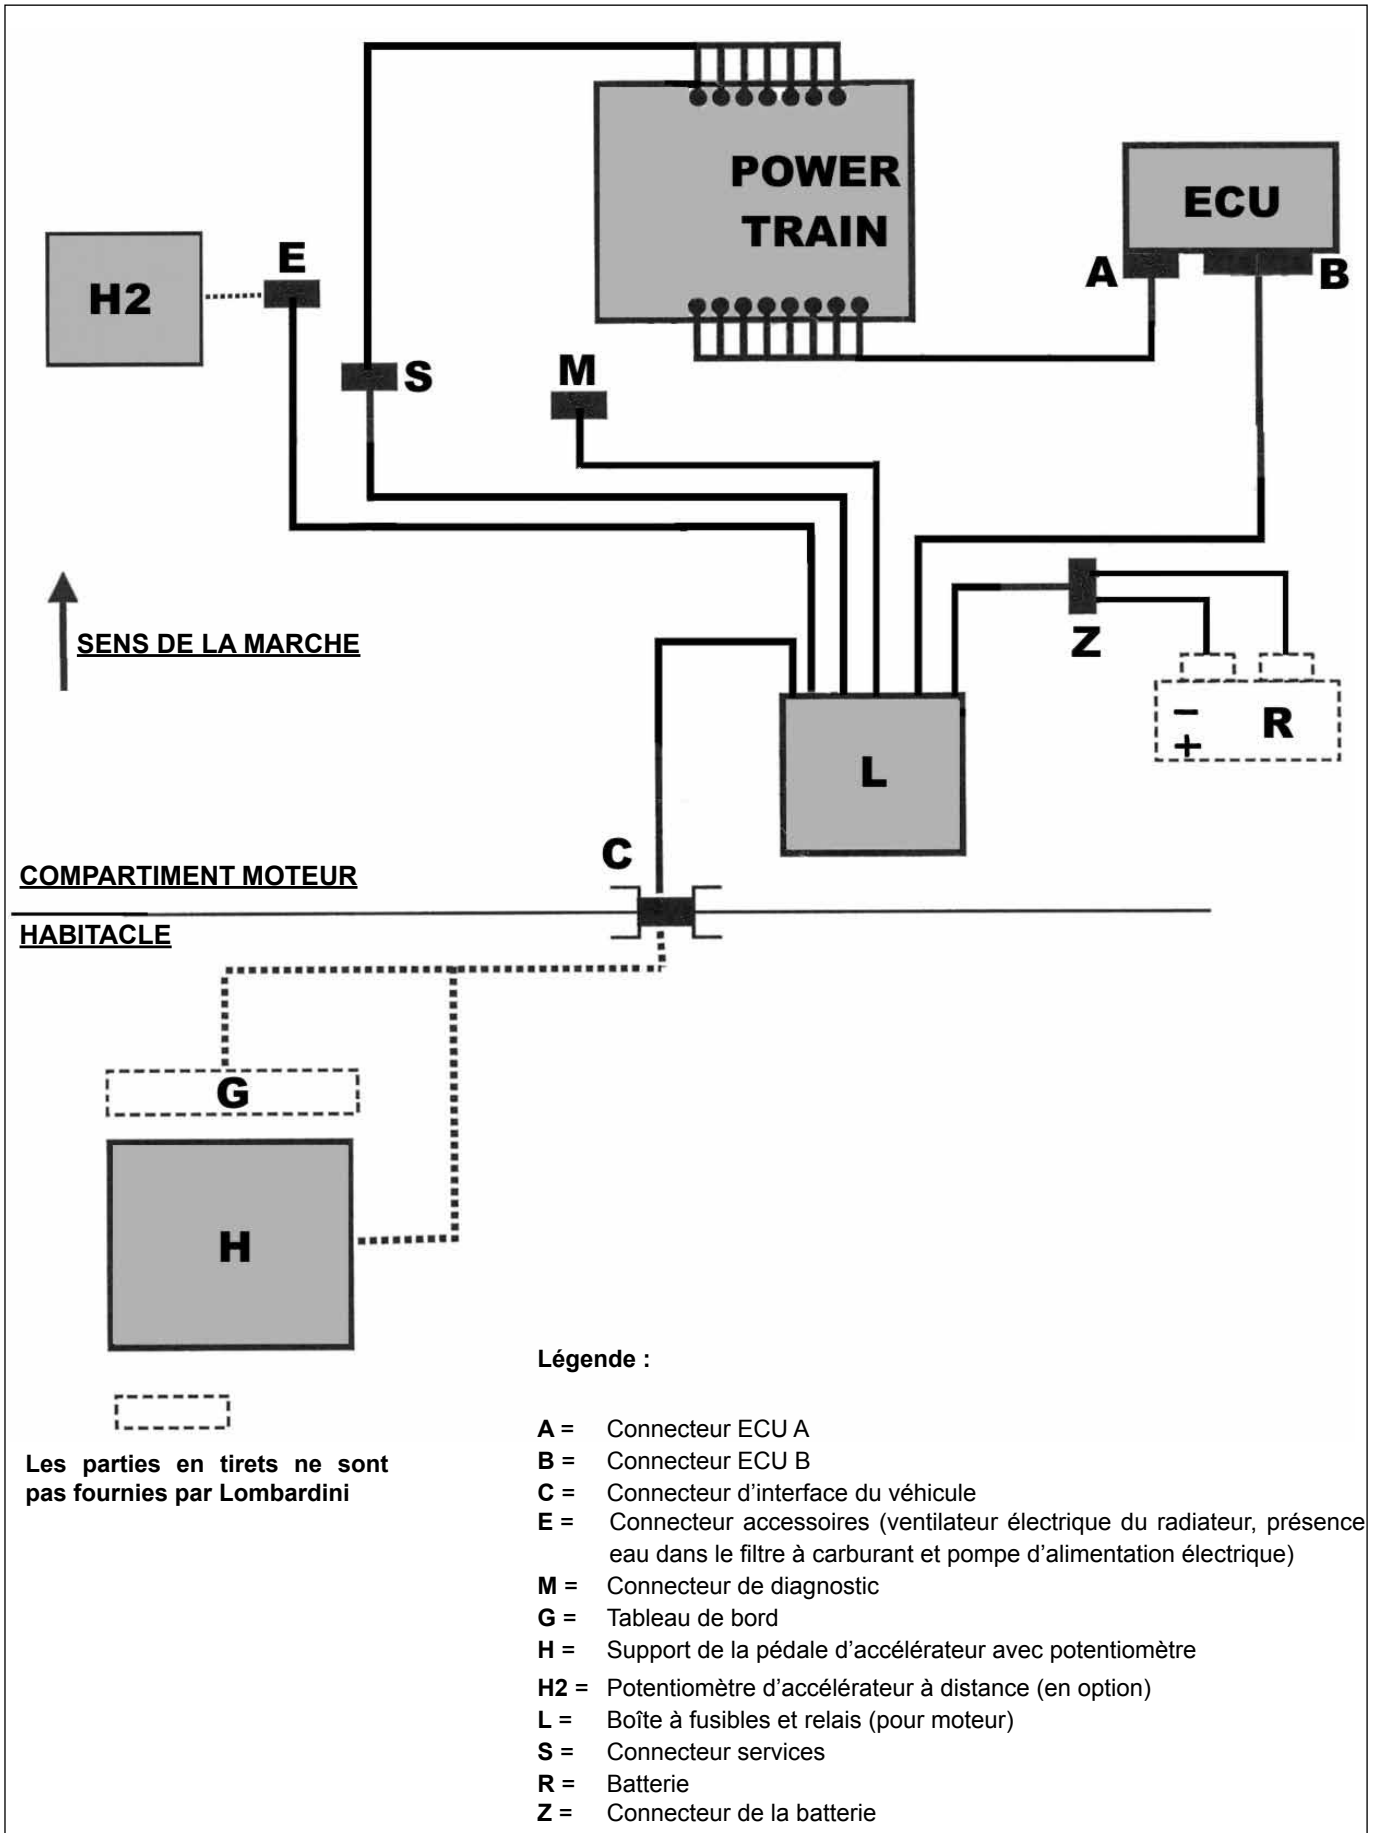 POWER
TRAIN
ECU
A
B
H2
E
S
M
SENS DE LA MARCHE
Z
−
+
R
L
C
COMPARTIMENT MOTEUR
HABITACLE
G
H
Les parties en tirets ne sont
pas fournies par Lombardini
Légende :
A = Connecteur ECU A
B = Connecteur ECU B
C = Connecteur d'interface du véhicule
E = Connecteur accessoires (ventilateur électrique du radiateur, présence
eau dans le filtre à carburant et pompe d'alimentation électrique)
M = Connecteur de diagnostic
G = Tableau de bord
H = Support de la pédale d'accélérateur avec potentiomètre
H2 = Potentiomètre d'accélérateur à distance (en option)
L = Boîte à fusibles et relais (pour moteur)
S = Connecteur services
R = Batterie
Z = Connecteur de la batterie